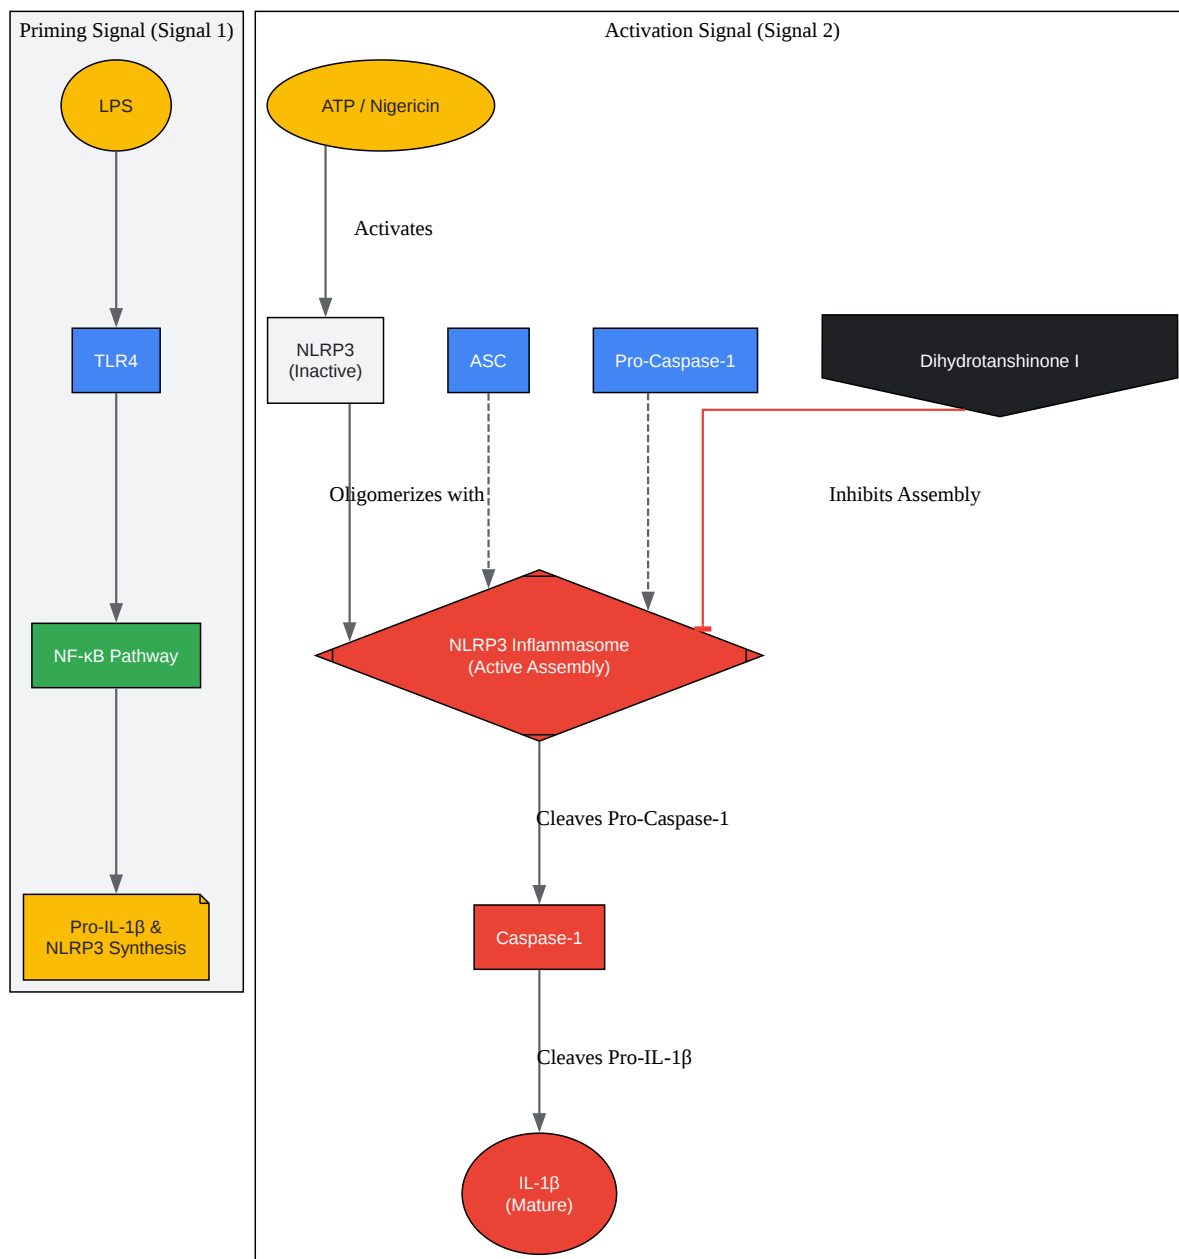 Priming Signal (Signal 1)
LPS
TLR4
NF-κB Pathway
Pro-IL-1β &
NLRP3 Synthesis
Activation Signal (Signal 2)
ATP / Nigericin
Activates
NLRP3
(Inactive)
ASC
Pro-Caspase-1
Dihydrotanshinone I
Oligomerizes with
Inhibits Assembly
NLRP3 Inflammasome
(Active Assembly)
Cleaves Pro-Caspase-1
Caspase-1
Cleaves Pro-IL-1β
IL-1β
(Mature)